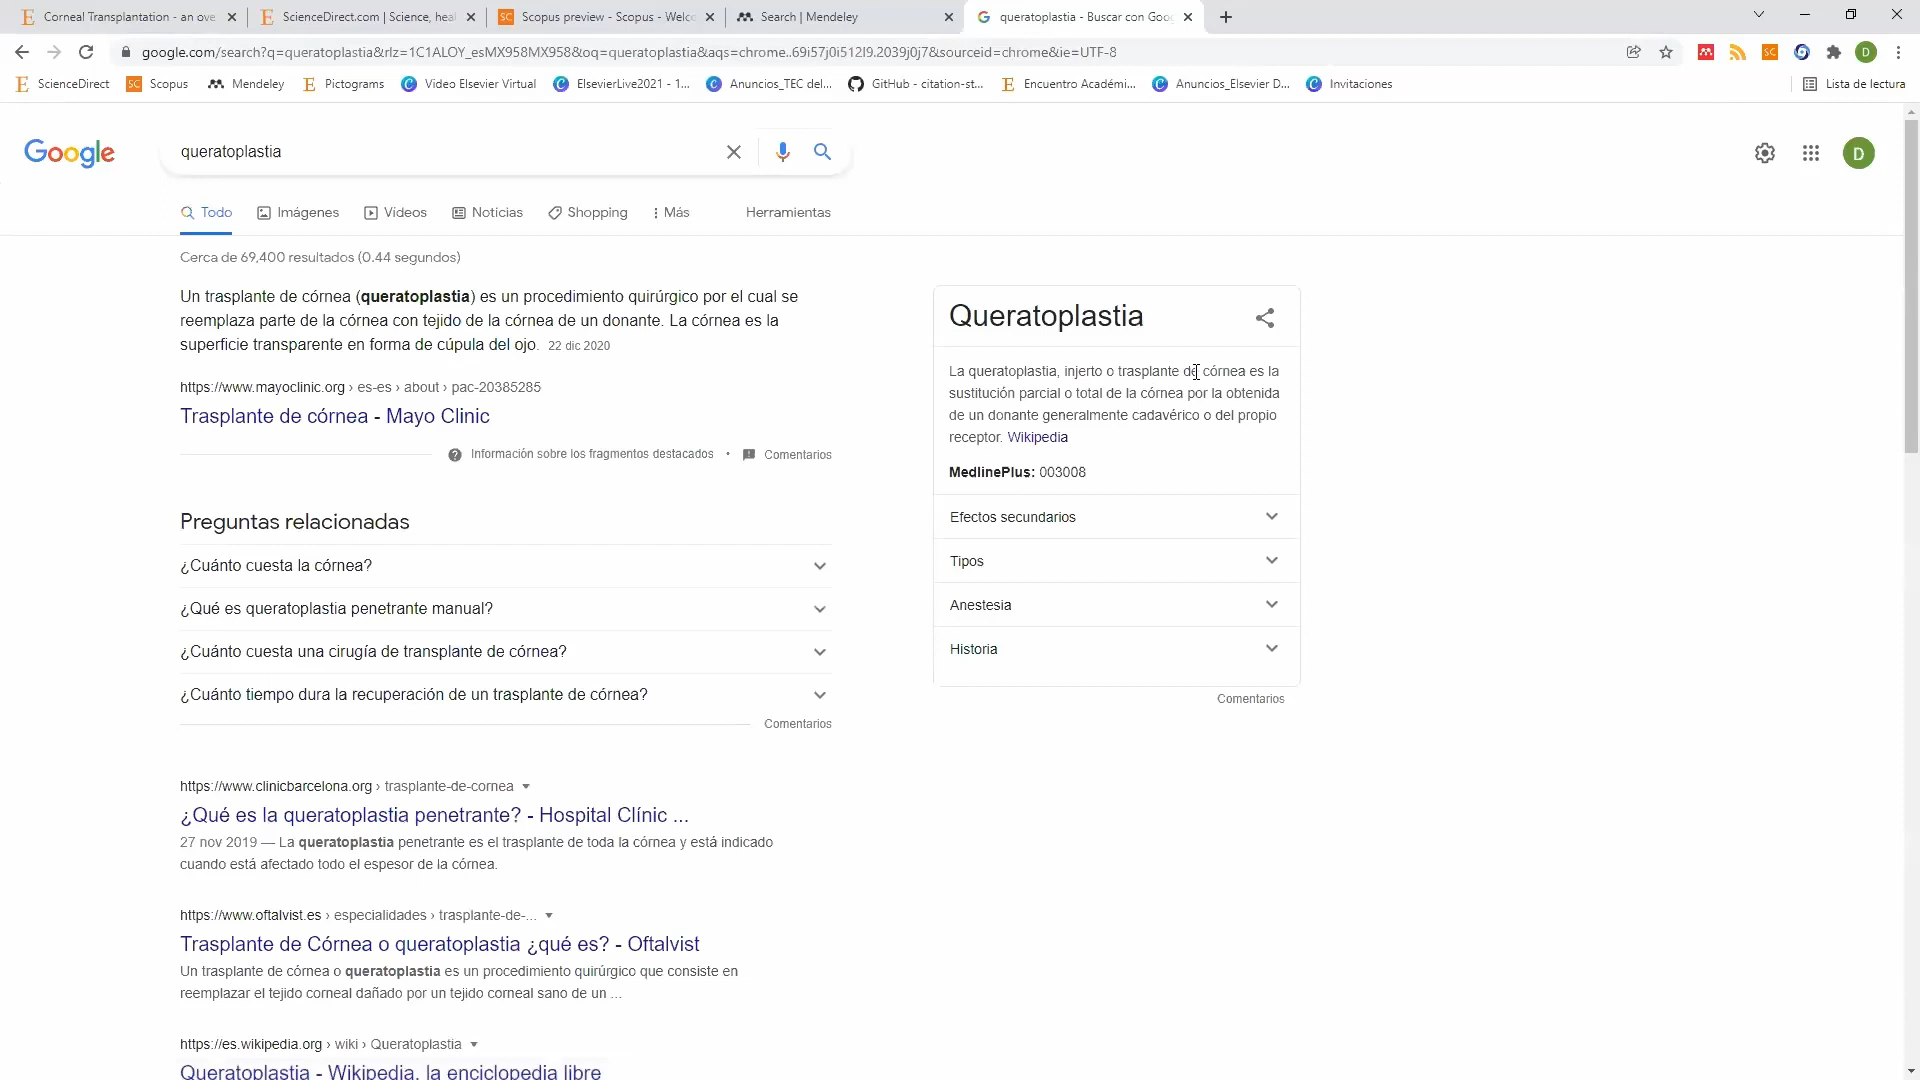 Corneal Transplantation - an ove
ScienceDirect.com | Science, heal
Scopus preview - Scopus - Welco
Search | Mendeley
queratoplastia - Buscar con Goog
google.com/search?q=queratoplastia&rlz=1C1ALOY_esMX958MX958&oq=queratoplastia&aqs=chrome..69i57j0i512l9.2039j0j7&sourceid=chrome&ie=UTF-8
ScienceDirect
Scopus
Mendeley
Pictograms
Video Elsevier Virtual
ElsevierLive2021 - 1...
Anuncios_TEC del...
GitHub - citation-st...
Encuentro Académi...
Anuncios_Elsevier D...
Invitaciones
Lista de lectura
Google
queratoplastia
D
Todo
Imágenes
Videos
Noticias
Shopping
Más
Herramientas
Cerca de 69,400 resultados (0.44 segundos)
Un trasplante de córnea (queratoplastia) es un procedimiento quirúrgico por el cual se
reemplaza parte de la córnea con tejido de la córnea de un donante. La córnea es la
superficie transparente en forma de cúpula del ojo. 22 dic 2020
https://www.mayoclinic.org › es-es › about › pac-20385285
Trasplante de córnea - Mayo Clinic
Información sobre los fragmentos destacados • Comentarios
Preguntas relacionadas
¿Cuánto cuesta la córnea?
¿Qué es queratoplastia penetrante manual?
¿Cuánto cuesta una cirugía de transplante de córnea?
¿Cuánto tiempo dura la recuperación de un trasplante de córnea?
Comentarios
https://www.clinicbarcelona.org › trasplante-de-cornea
¿Qué es la queratoplastia penetrante? - Hospital Clínic ...
27 nov 2019 — La queratoplastia penetrante es el trasplante de toda la córnea y está indicado
cuando está afectado todo el espesor de la córnea.
https://www.oftalvist.es › especialidades › trasplante-de-...
Trasplante de Córnea o queratoplastia ¿qué es? - Oftalvist
Un trasplante de córnea o queratoplastia es un procedimiento quirúrgico que consiste en
reemplazar el tejido corneal dañado por un tejido corneal sano de un ...
https://es.wikipedia.org › wiki › Queratoplastia
Queratoplastia - Wikipedia, la enciclopedia libre
Queratoplastia
La queratoplastia, injerto o trasplante de córnea es la
sustitución parcial o total de la córnea por la obtenida
de un donante generalmente cadavérico o del propio
receptor. Wikipedia
MedlinePlus: 003008
Efectos secundarios
Tipos
Anestesia
Historia
Comentarios